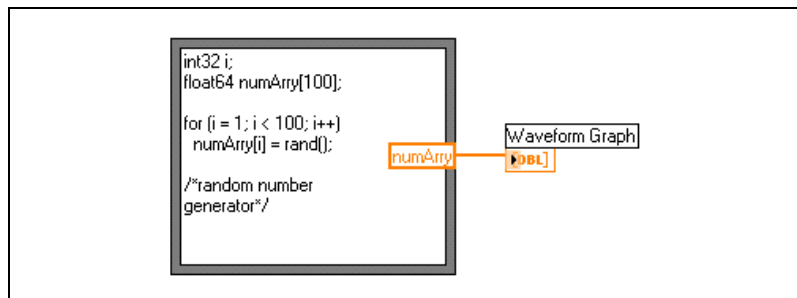 int32 i;
float64 numArry[100];
for (i = 1; i < 100; i++)
numArry[i] = rand();
/*random number
generator*/
numArry
Waveform Graph
DBL]